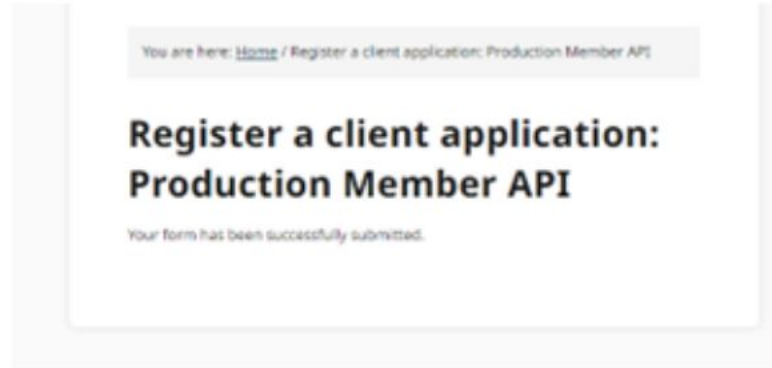 You are here: Home / Register a client application: Production Member API
Register a client application:
Production Member API
Your form has been successfully submitted.